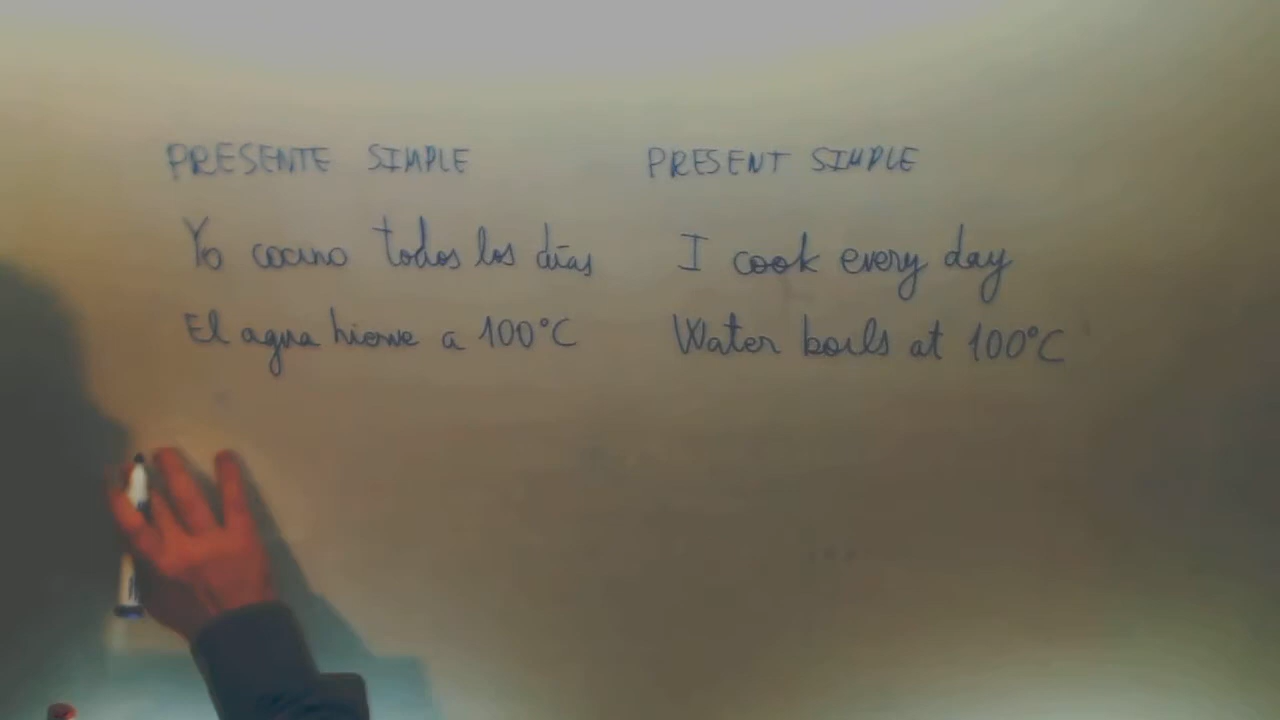 PRESENTE SIMPLE
Yo cocino todos los días
El agua hierve a 100°C
PRESENT SIMPLE
I cook every day
Water boils at 100°C